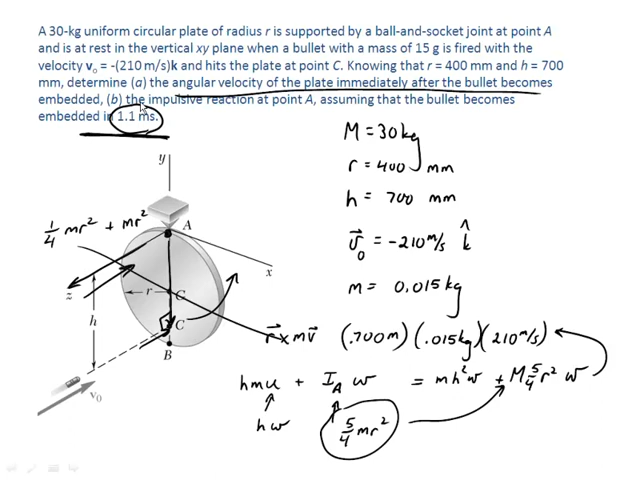 A 30-kg uniform circular plate of radius r is supported by a ball-and-socket joint at point A
and is at rest in the vertical xy plane when a bullet with a mass of 15 g is fired with the
velocity v₀ = -(210 m/s)k and hits the plate at point C. Knowing that r = 400 mm and h = 700
mm, determine (a) the angular velocity of the plate immediately after the bullet becomes
embedded, (b) the impulsive reaction at point A, assuming that the bullet becomes
embedded in 1.1 ms.
M = 30 kg
r = 400 mm
h = 700 mm
v⃗₀ = -210 m/s k̂
m = 0.015 kg
y
¼ mr² + mr²
A
x
z
r
G
h
C
B
v₀
r⃗ x mv⃗ (.700m)(.015kg)(210 m/s)
hmu + I_A ω = mh²ω + M 5/4 r² ω
hω 5/4 mr²